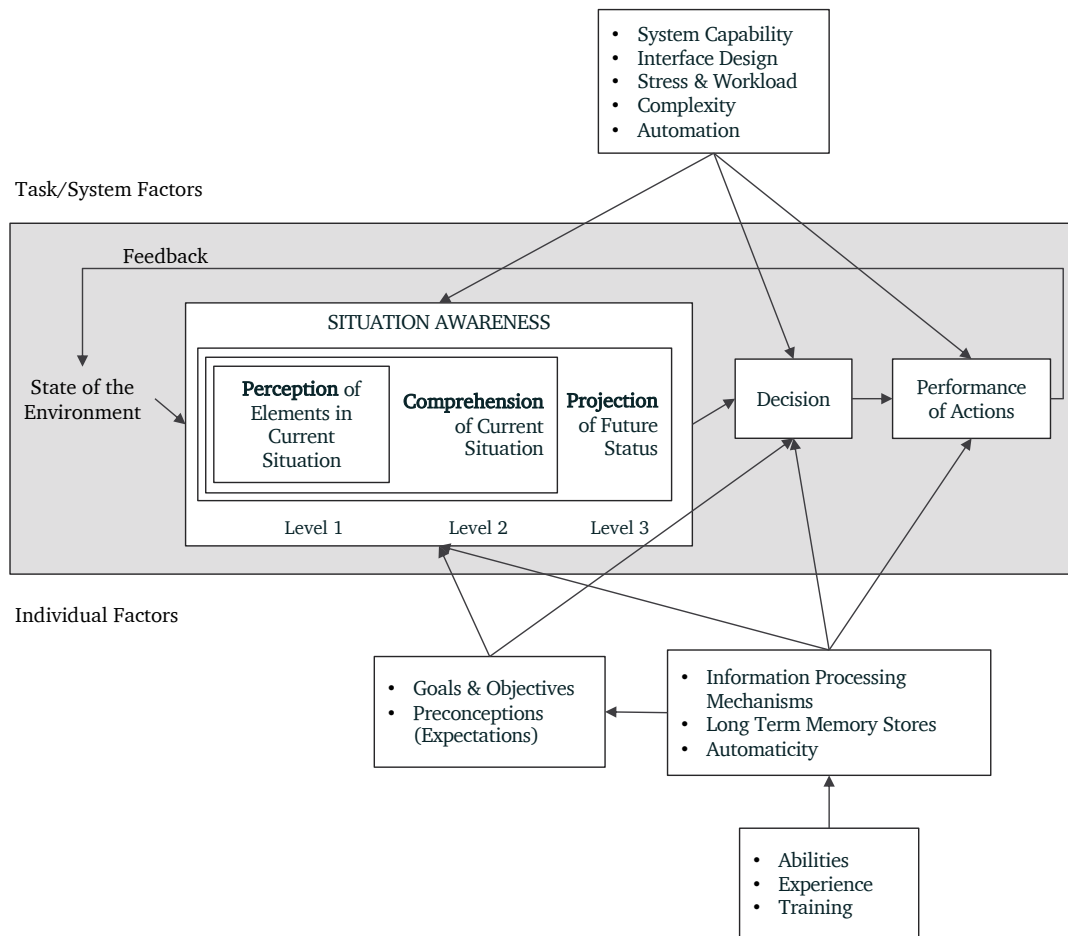 • System Capability
• Interface Design
• Stress & Workload
• Complexity
• Automation
Task/System Factors
Feedback
SITUATION AWARENESS
State of the
Environment
Perception of
Elements in
Current
Situation
Comprehension
of Current
Situation
Projection
of Future
Status
Level 1
Level 2
Level 3
Decision
Performance
of Actions
Individual Factors
• Goals & Objectives
• Preconceptions
(Expectations)
• Information Processing
Mechanisms
• Long Term Memory Stores
• Automaticity
• Abilities
• Experience
• Training